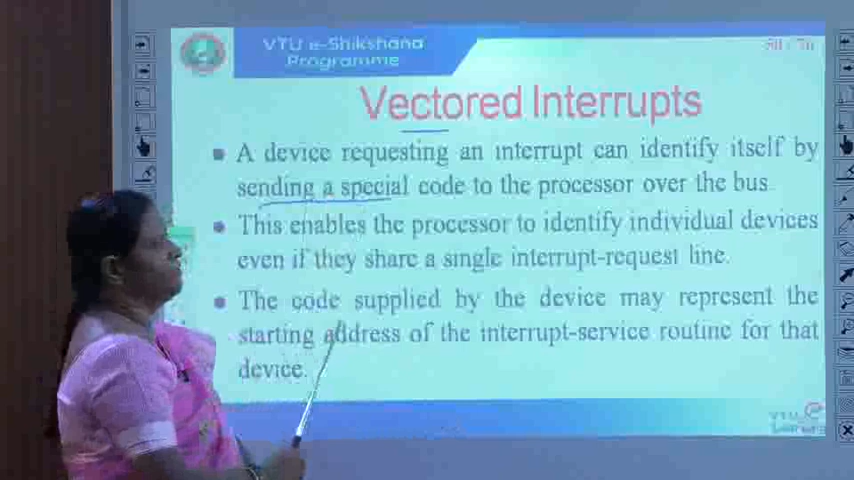 VTU e-Shikshana
Programme
Vectored Interrupts
A device requesting an interrupt can identify itself by
sending a special code to the processor over the bus
This enables the processor to identify individual devices
even if they share a single interrupt-request line.
The code supplied by the device may represent the
starting address of the interrupt-service routine for that
device.
VTU